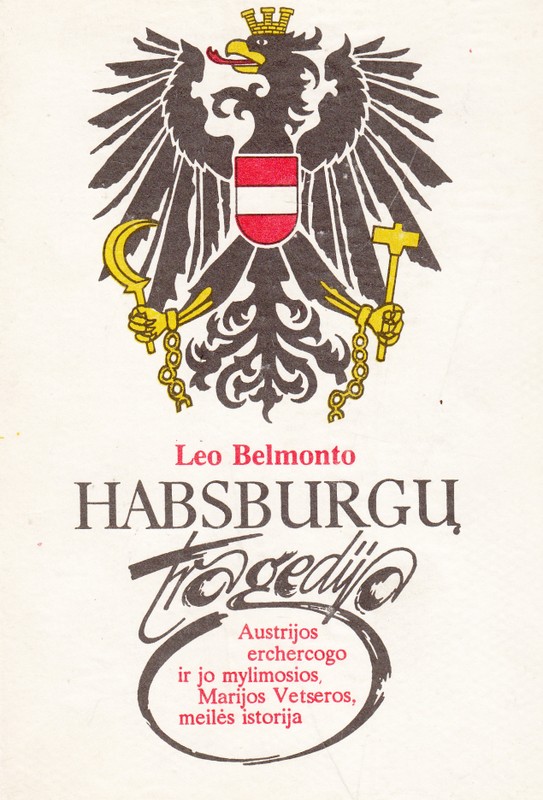 Leo Belmonto
HABSBURGŲ
tragedija
Austrijos
erchercogo
ir jo mylimosios,
Marijos Vetseros,
meilės istorija